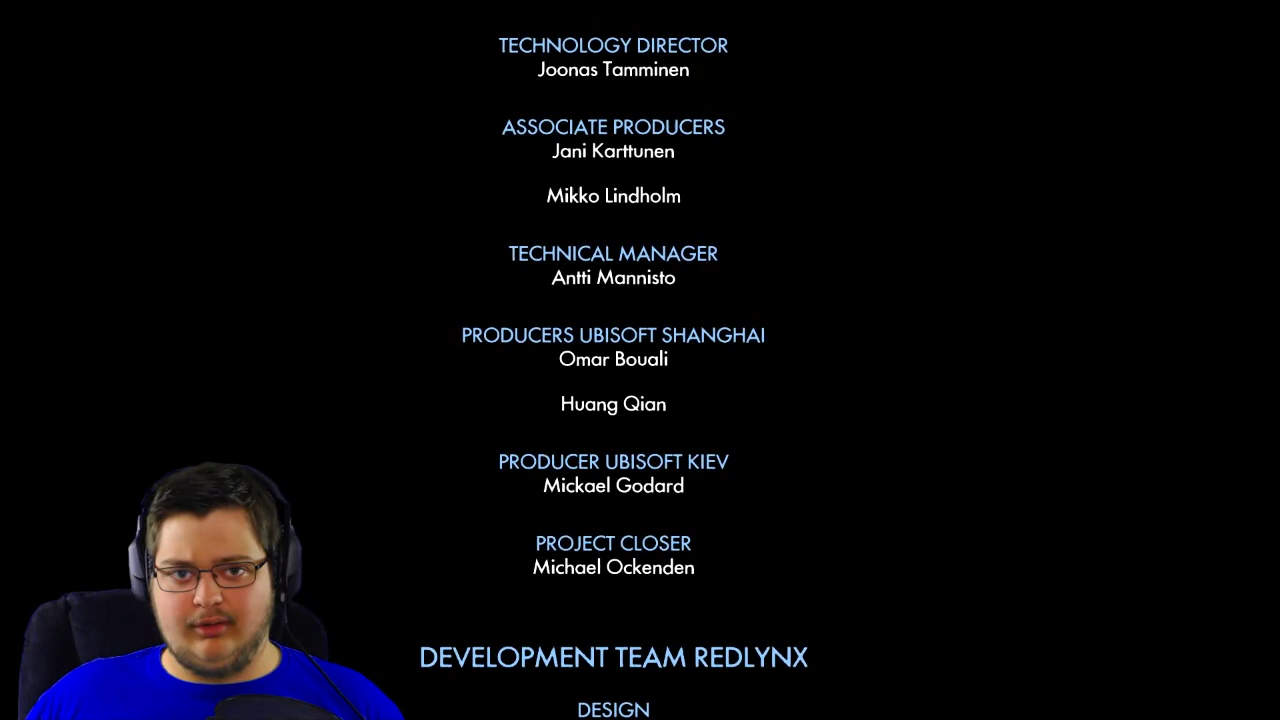 TECHNOLOGY DIRECTOR
Joonas Tamminen
ASSOCIATE PRODUCERS
Jani Karttunen
Mikko Lindholm
TECHNICAL MANAGER
Antti Mannisto
PRODUCERS UBISOFT SHANGHAI
Omar Bouali
Huang Qian
PRODUCER UBISOFT KIEV
Mickael Godard
PROJECT CLOSER
Michael Ockenden
DEVELOPMENT TEAM REDLYNX
DESIGN